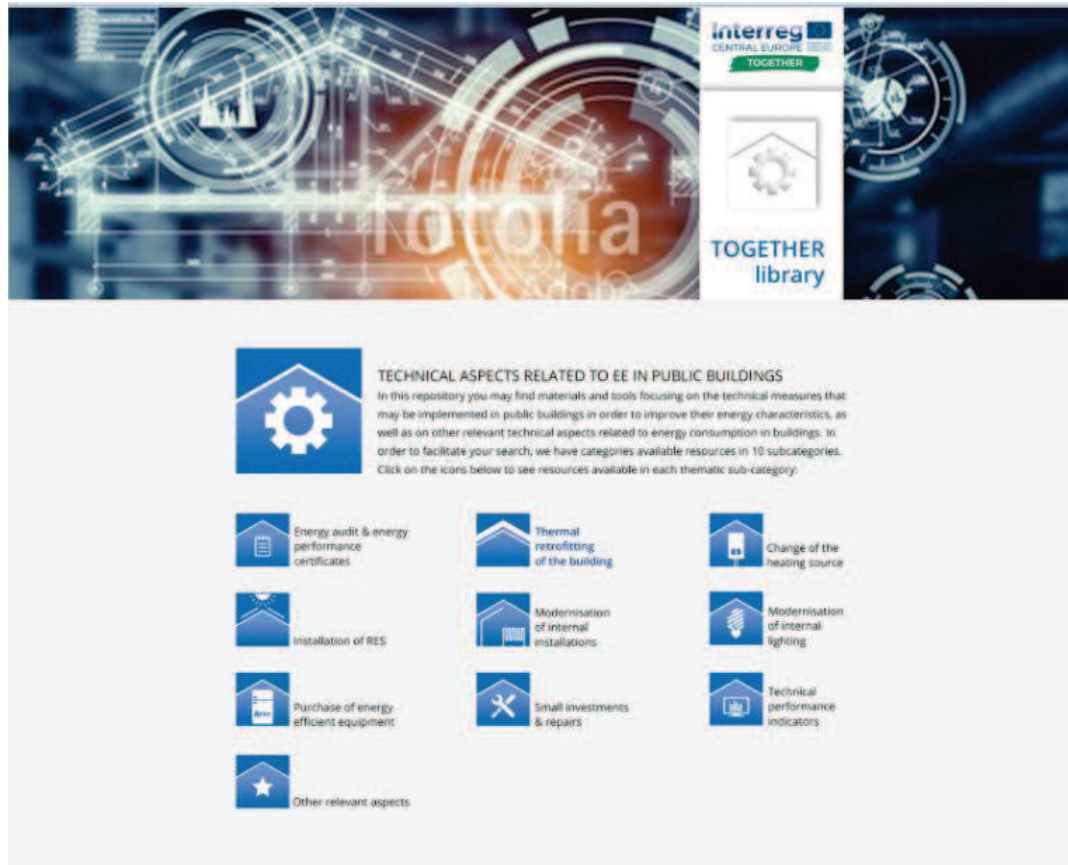 Interreg
CENTRAL EUROPE
TOGETHER
fotolia
by Adobe
TOGETHER
library
TECHNICAL ASPECTS RELATED TO EE IN PUBLIC BUILDINGS
In this repository you may find materials and tools focusing on the technical measures that
may be implemented in public buildings in order to improve their energy characteristics, as
well as on other relevant technical aspects related to energy consumption in buildings. In
order to facilitate your search, we have categories available resources in 10 subcategories.
Click on the icons below to see resources available in each thematic sub-category:
Energy audit & energy
performance
certificates
Thermal
retrofitting
of the building
Change of the
heating source
Installation of RES
Modernisation
of internal
installations
Modernisation
of internal
lighting
Purchase of energy
efficient equipment
Small investments
& repairs
Technical
performance
indicators
Other relevant aspects